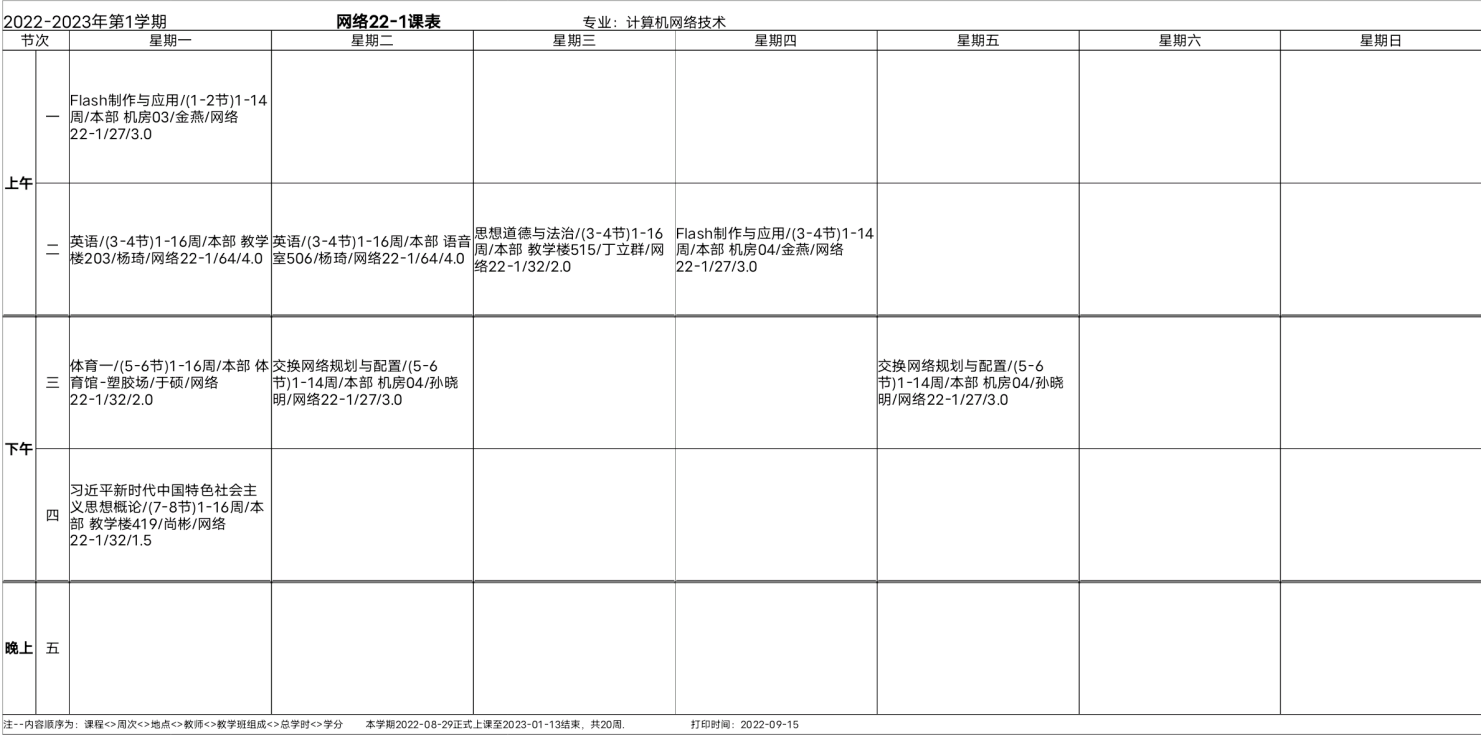 2022-2023年第1学期 网络22-1课表 专业：计算机网络技术
节次 星期一 星期二 星期三 星期四 星期五 星期六 星期日
上午
一
Flash制作与应用/(1-2节)1-14
周/本部 机房03/金燕/网络
22-1/27/3.0
二
英语/(3-4节)1-16周/本部 教学
楼203/杨琦/网络22-1/64/4.0
英语/(3-4节)1-16周/本部 语音
室506/杨琦/网络22-1/64/4.0
思想道德与法治/(3-4节)1-16
周/本部 教学楼515/丁立群/网
络22-1/32/2.0
Flash制作与应用/(3-4节)1-14
周/本部 机房04/金燕/网络
22-1/27/3.0
下午
三
体育一/(5-6节)1-16周/本部 体
育馆-塑胶场/于硕/网络
22-1/32/2.0
交换网络规划与配置/(5-6
节)1-14周/本部 机房04/孙晓
明/网络22-1/27/3.0
交换网络规划与配置/(5-6
节)1-14周/本部 机房04/孙晓
明/网络22-1/27/3.0
四
习近平新时代中国特色社会主
义思想概论/(7-8节)1-16周/本
部 教学楼419/尚彬/网络
22-1/32/1.5
晚上
五
注--内容顺序为：课程<>周次<>地点<>教师<>教学班组成<>总学时<>学分 本学期2022-08-29正式上课至2023-01-13结束，共20周. 打印时间：2022-09-15